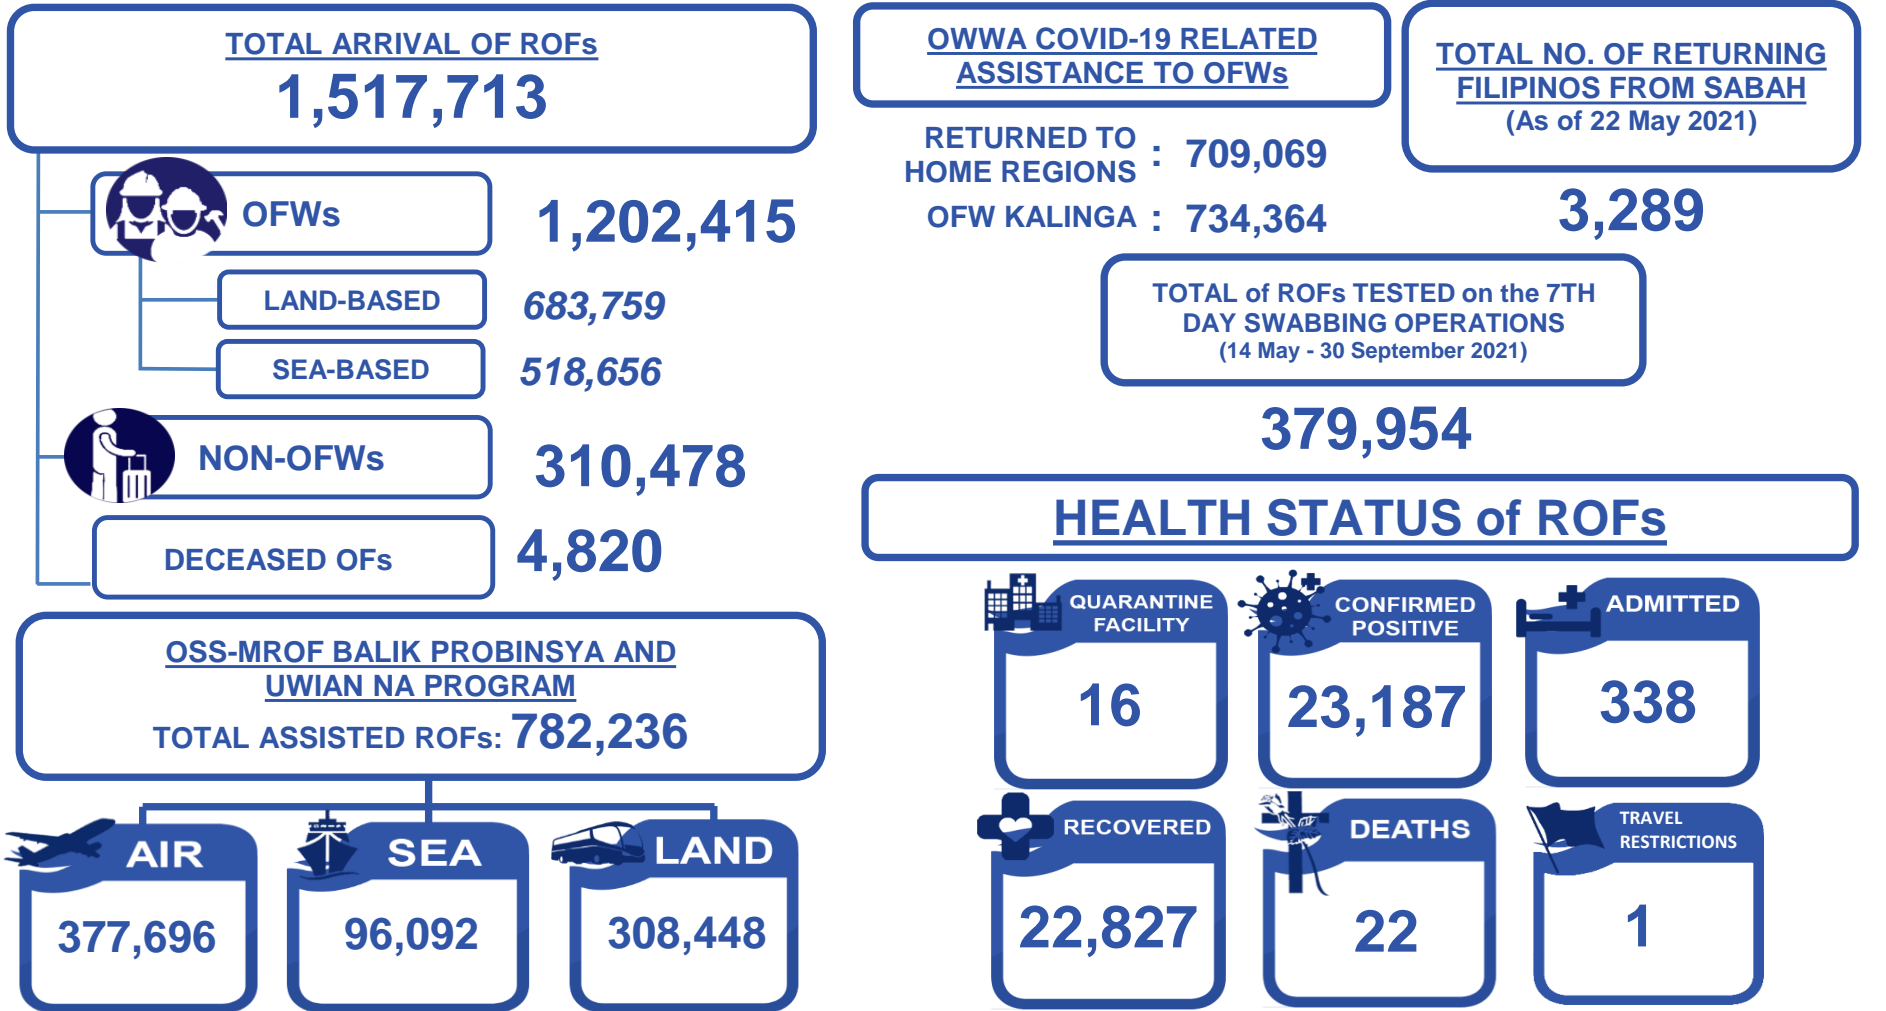 TOTAL ARRIVAL OF ROFs
1,517,713
OFWs
1,202,415
LAND-BASED
683,759
SEA-BASED
518,656
NON-OFWs
310,478
DECEASED OFs
4,820
OSS-MROF BALIK PROBINSYA AND
UWIAN NA PROGRAM
TOTAL ASSISTED ROFs: 782,236
AIR
377,696
SEA
96,092
LAND
308,448
OWWA COVID-19 RELATED
ASSISTANCE TO OFWs
RETURNED TO
HOME REGIONS : 709,069
OFW KALINGA : 734,364
TOTAL NO. OF RETURNING
FILIPINOS FROM SABAH
(As of 22 May 2021)
3,289
TOTAL of ROFs TESTED on the 7TH
DAY SWABBING OPERATIONS
(14 May - 30 September 2021)
379,954
HEALTH STATUS of ROFs
QUARANTINE
FACILITY
16
CONFIRMED
POSITIVE
23,187
ADMITTED
338
RECOVERED
22,827
DEATHS
22
TRAVEL
RESTRICTIONS
1